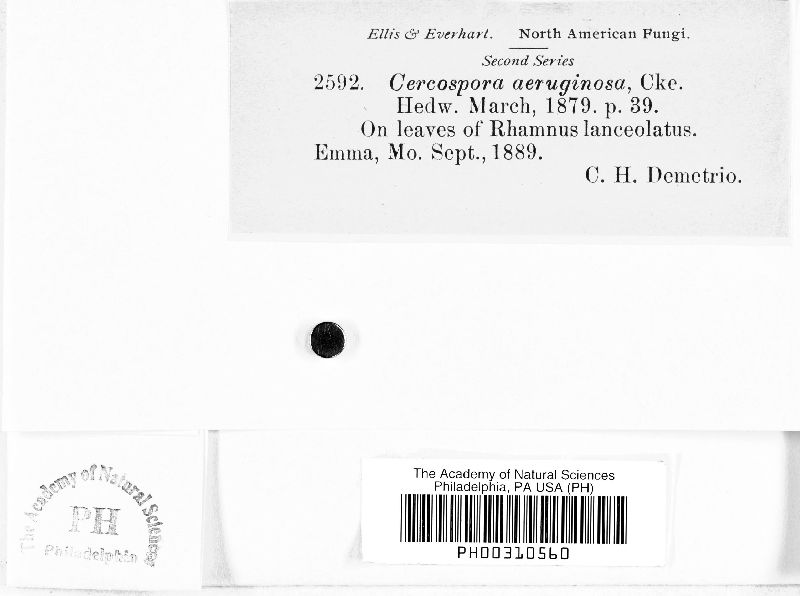 Ellis & Everhart. North American Fungi.
Second Series
2592. Cercospora aeruginosa, Cke.
Hedw. March, 1879. p. 39.
On leaves of Rhamnus lanceolatus.
Emma, Mo. Sept., 1889.
C. H. Demetrio.
The Academy of Natural Sciences
PH
Philadelphia
The Academy of Natural Sciences
Philadelphia, PA USA (PH)
PH00310560